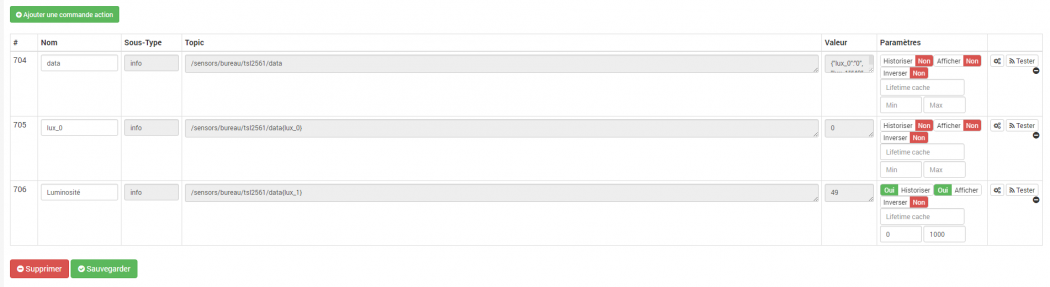 Ajouter une commande action
# Nom Sous-Type Topic Valeur Paramètres
704 data info /sensors/bureau/tsl2561/data {"lux_0":"0", Historiser Non Afficher Non Tester
Inverser Non
Lifetime cache
Min Max
705 lux_0 info /sensors/bureau/tsl2561/data{lux_0} 0 Historiser Non Afficher Non Tester
Inverser Non
Lifetime cache
Min Max
706 Luminosité info /sensors/bureau/tsl2561/data{lux_1} 49 Oui Historiser Oui Afficher Tester
Inverser Non
Lifetime cache
0 1000
Supprimer Sauvegarder